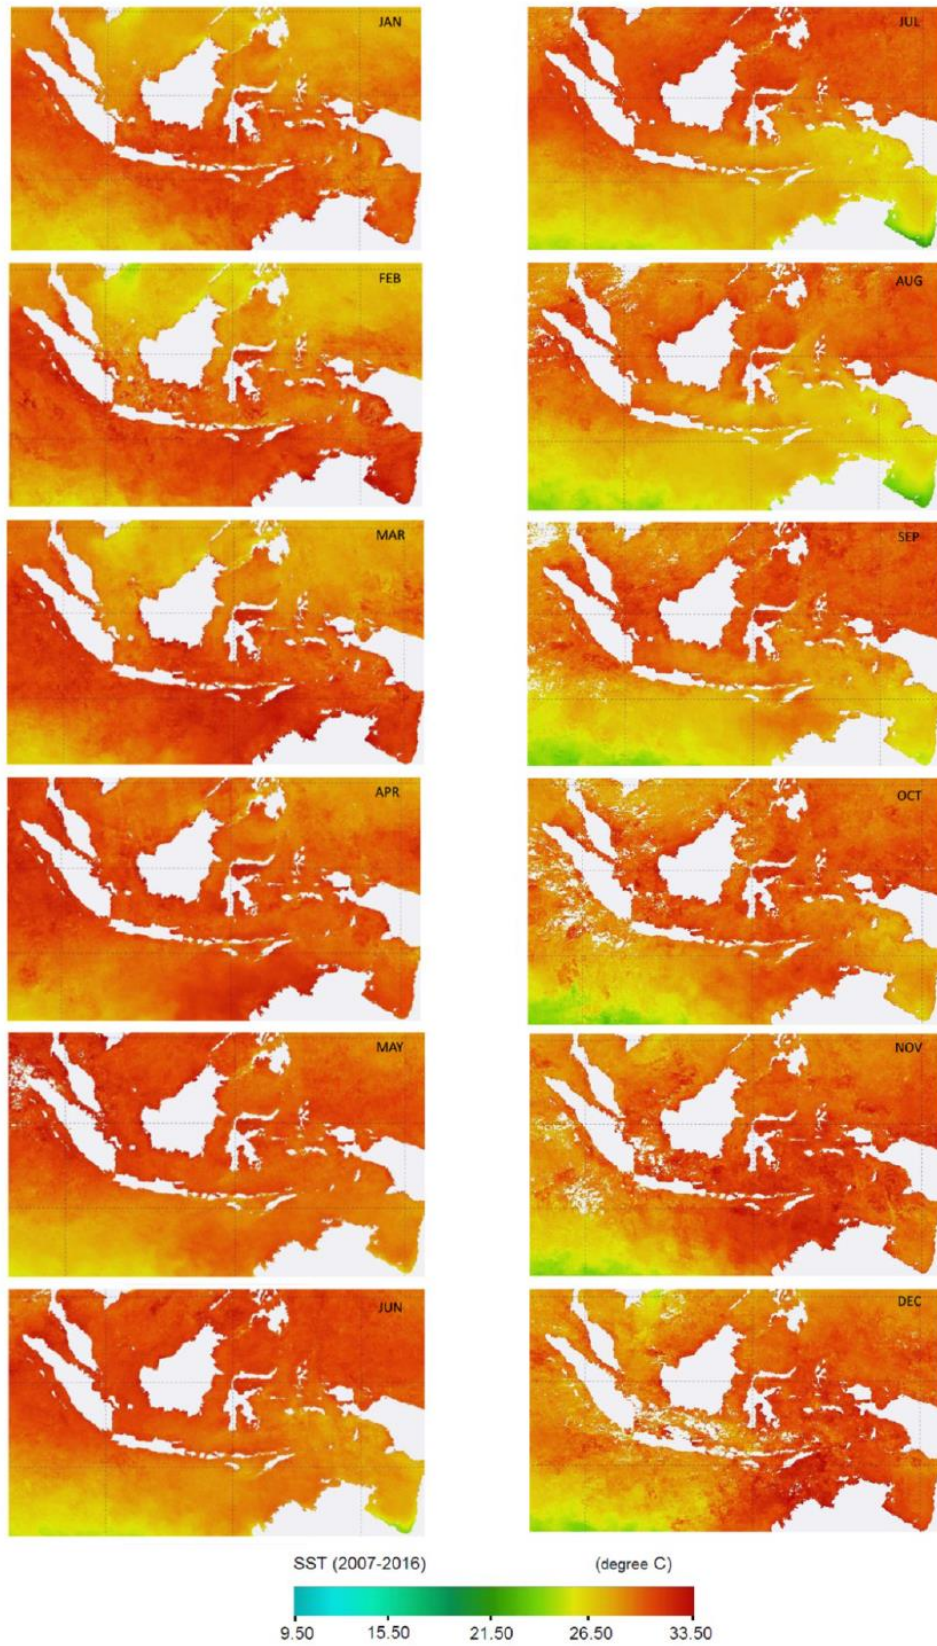 JAN
JUL
FEB
AUG
MAR
SEP
APR
OCT
MAY
NOV
JUN
DEC
SST (2007-2016) (degree C)
9.50 15.50 21.50 26.50 33.50